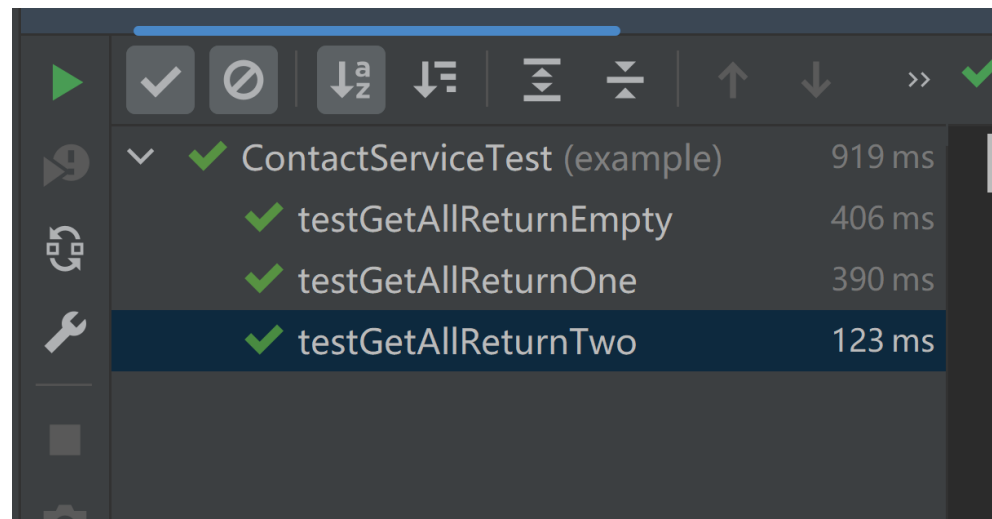 ContactServiceTest (example) 919 ms
testGetAllReturnEmpty 406 ms
testGetAllReturnOne 390 ms
testGetAllReturnTwo 123 ms